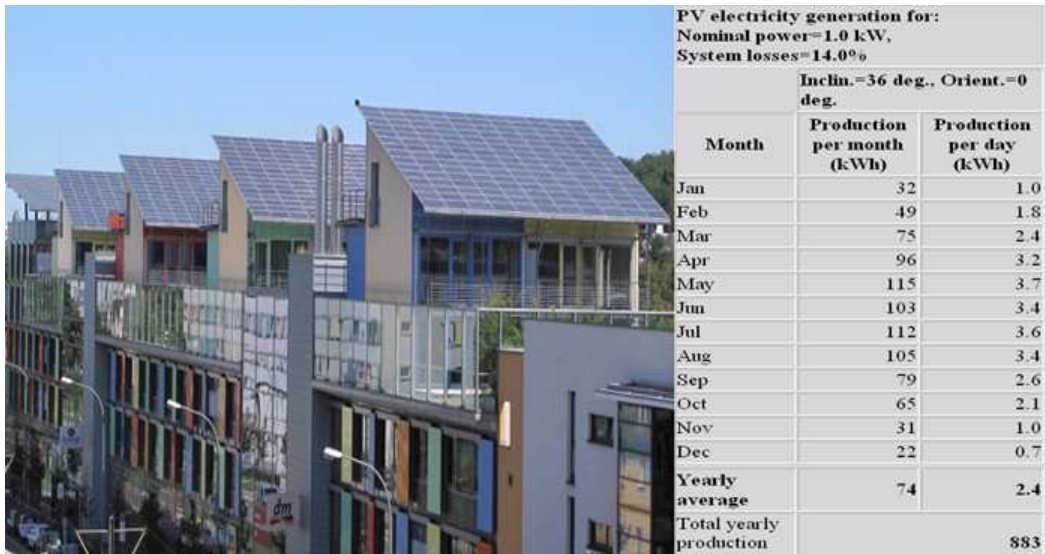 dm
PV electricity generation for:
Nominal power=1.0 kW,
System losses=14.0%
Inclin.=36 deg., Orient.=0
deg.
Month Production per month (kWh) Production per day (kWh)
Jan 32 1.0
Feb 49 1.8
Mar 75 2.4
Apr 96 3.2
May 115 3.7
Jun 103 3.4
Jul 112 3.6
Aug 105 3.4
Sep 79 2.6
Oct 65 2.1
Nov 31 1.0
Dec 22 0.7
Yearly average 74 2.4
Total yearly production 883